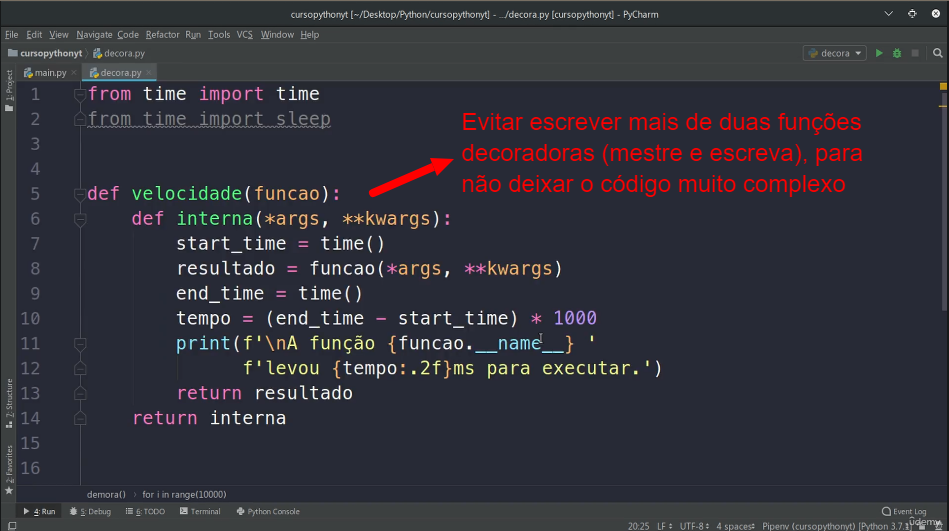 cursopythonyt [~/Desktop/Python/cursopythonyt] - .../decora.py [cursopythonyt] - PyCharm
File Edit View Navigate Code Refactor Run Tools VCS Window Help
cursopythonyt decora.py decora
main.py decora.py
1: Project
1 from time import time
2 from time import sleep
3
4
5 def velocidade(funcao):
6 def interna(*args, **kwargs):
7 start_time = time()
8 resultado = funcao(*args, **kwargs)
9 end_time = time()
10 tempo = (end_time - start_time) * 1000
11 print(f'\nA função {funcao.__name__} '
12 f'levou {tempo:.2f}ms para executar.')
13 return resultado
14 return interna
15
16
Evitar escrever mais de duas funções
decoradoras (mestre e escreva), para
não deixar o código muito complexo
7: Structure
2: Favorites
demora() for i in range(10000)
4: Run 5: Debug 6: TODO Terminal Python Console Event Log
20:25 LF UTF-8 4 spaces Pipenv (cursopythonyt) [Python 3.7.
udemy